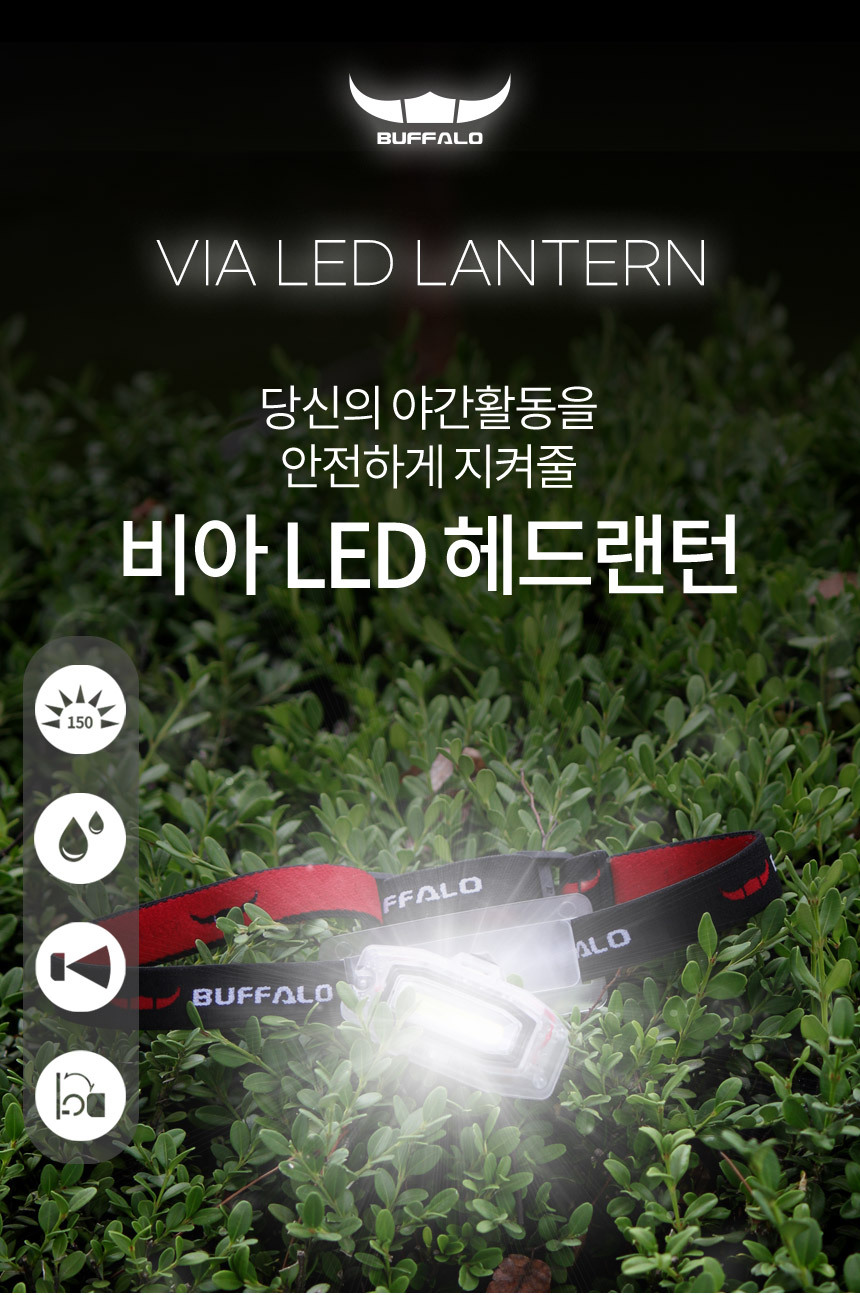 BUFFALO
VIA LED LANTERN
당신의 야간활동을
안전하게 지켜줄
비아 LED 헤드랜턴
150
FFALO
ALO
BUFFALO